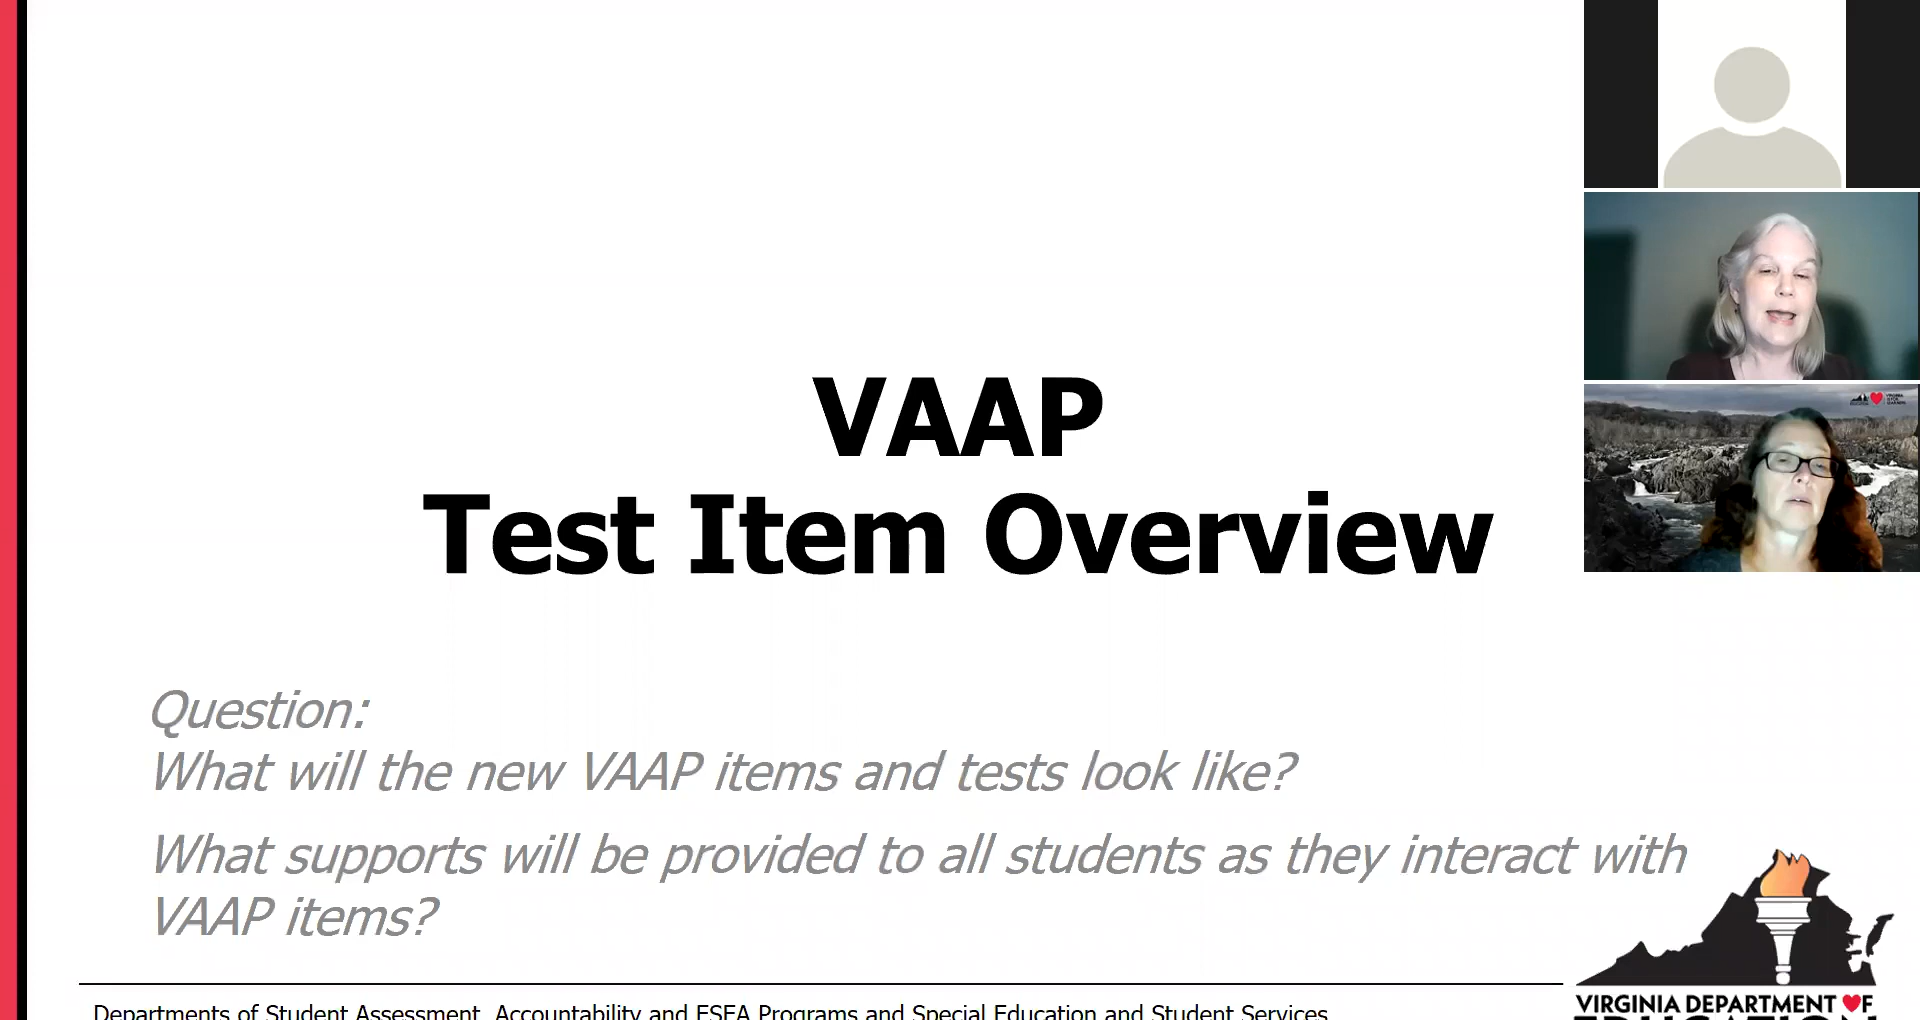 VAAP
Test Item Overview
Question:
What will the new VAAP items and tests look like?
What supports will be provided to all students as they interact with
VAAP items?
Departments of Student Assessment, Accountability and ESEA Programs and Special Education and Student Services
VIRGINIA DEPARTMENT OF
EDUCATION